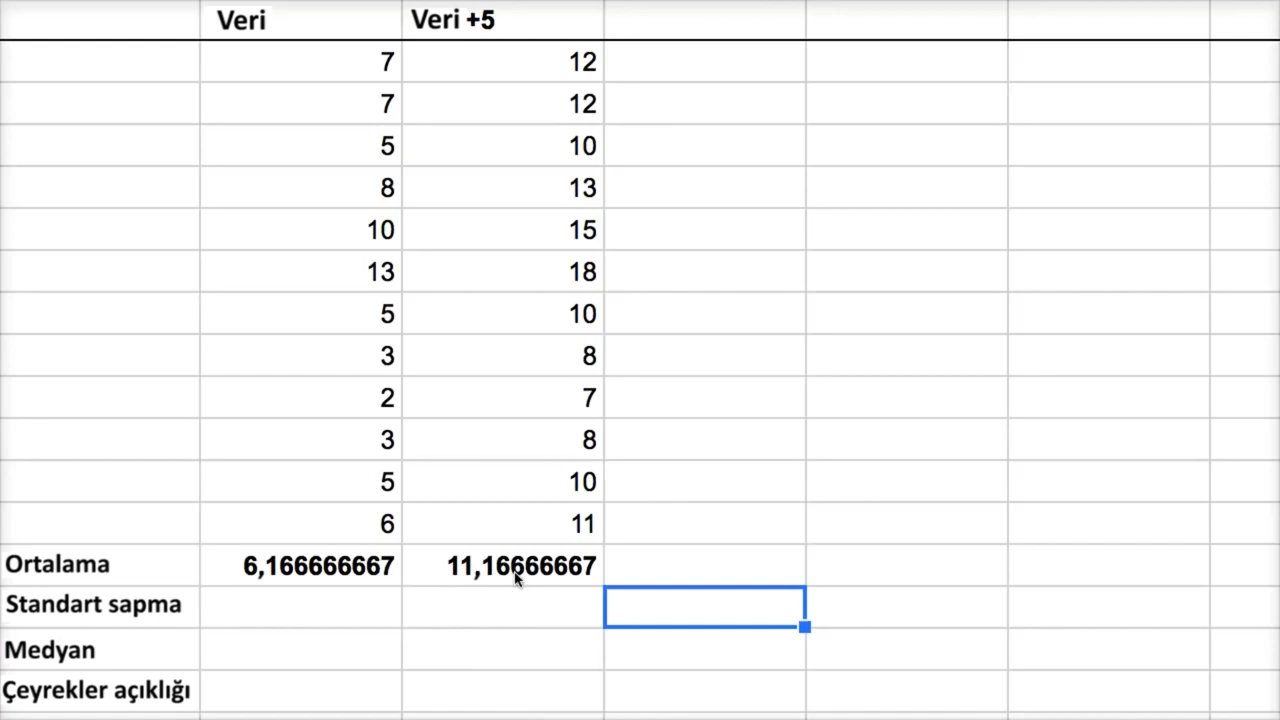 Veri Veri +5
7 12
7 12
5 10
8 13
10 15
13 18
5 10
3 8
2 7
3 8
5 10
6 11
Ortalama 6,166666667 11,16666667
Standart sapma
Medyan
Çeyrekler açıklığı